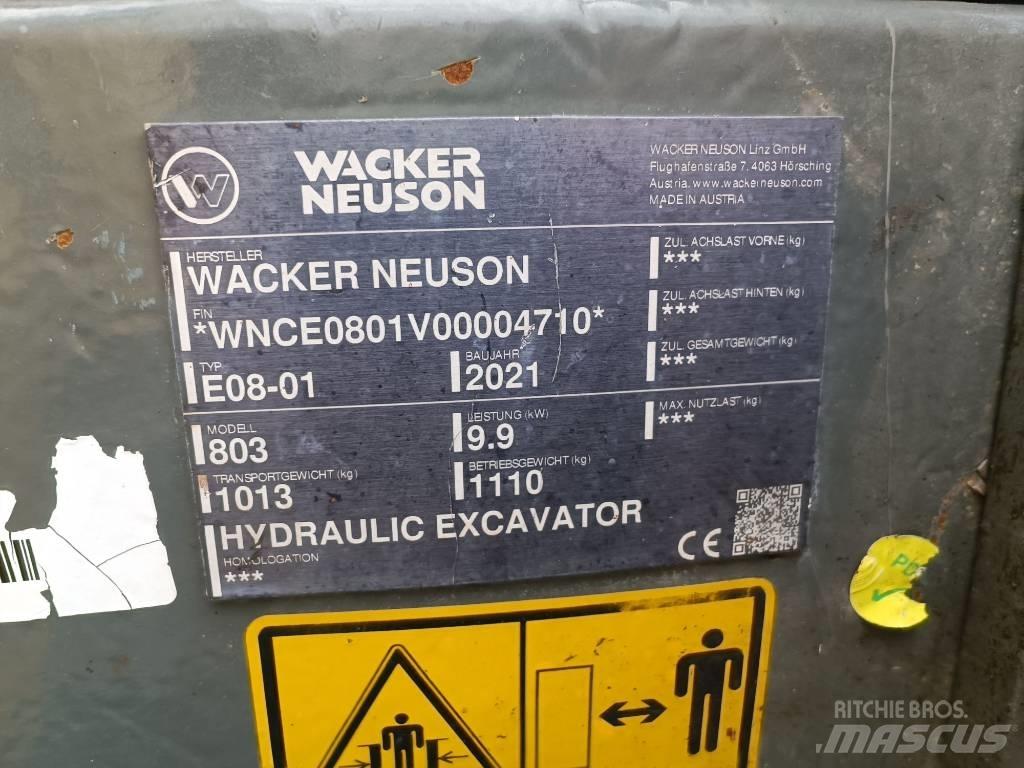 WACKER
NEUSON
WACKER NEUSON Linz GmbH
Flughafenstraße 7, 4063 Hörsching
Austria, www.wackerneuson.com
MADE IN AUSTRIA
HERSTELLER
WACKER NEUSON
FIN
*WNCE0801V00004710*
TYP
E08-01
BAUJAHR
2021
MODELL
803
LEISTUNG (kW)
9.9
TRANSPORTGEWICHT (kg)
1013
BETRIEBSGEWICHT (kg)
1110
HYDRAULIC EXCAVATOR
HOMOLOGATION
***
ZUL. ACHSLAST VORNE (kg)
***
ZUL. ACHSLAST HINTEN (kg)
***
ZUL. GESAMTGEWICHT (kg)
***
MAX. NUTZLAST (kg)
***
CE
RITCHIE BROS.
MASCUS